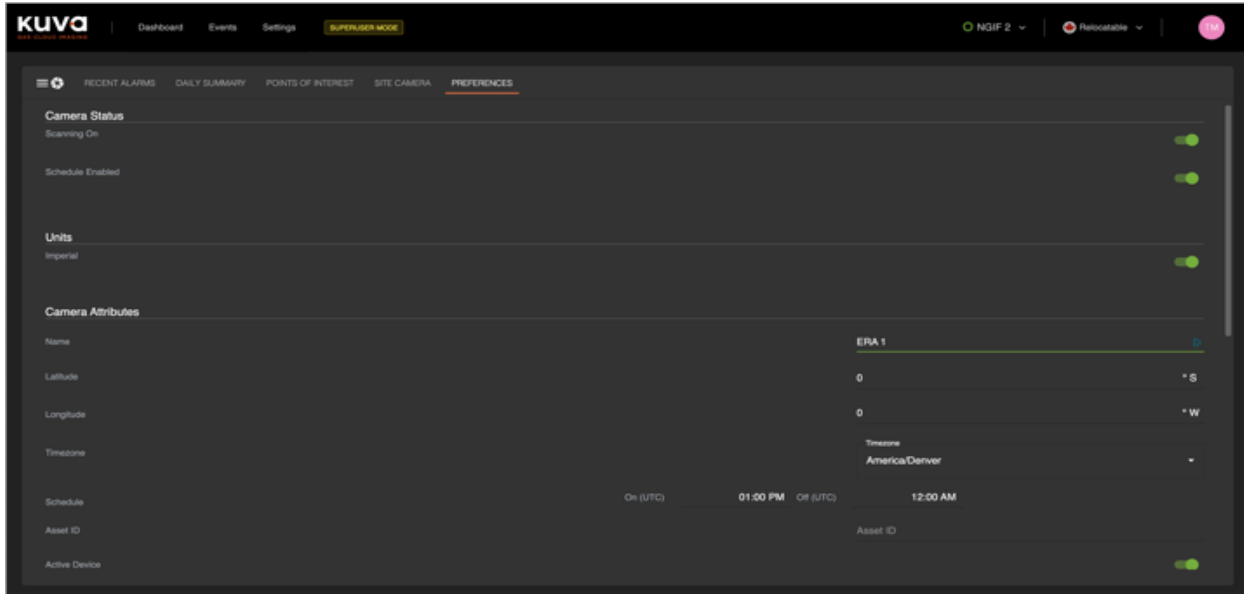 KUVA
GAS CLOUD IMAGING
Dashboard Events Settings SUPERUSER MODE NGIF 2 Relocatable TM
RECENT ALARMS DAILY SUMMARY POINTS OF INTEREST SITE CAMERA PREFERENCES
Camera Status
Scanning On
Schedule Enabled
Units
Imperial
Camera Attributes
Name ERA 1
Latitude 0 ° S
Longitude 0 ° W
Timezone
Timezone America/Denver
Schedule On (UTC) 01:00 PM Off (UTC) 12:00 AM
Asset ID Asset ID
Active Device